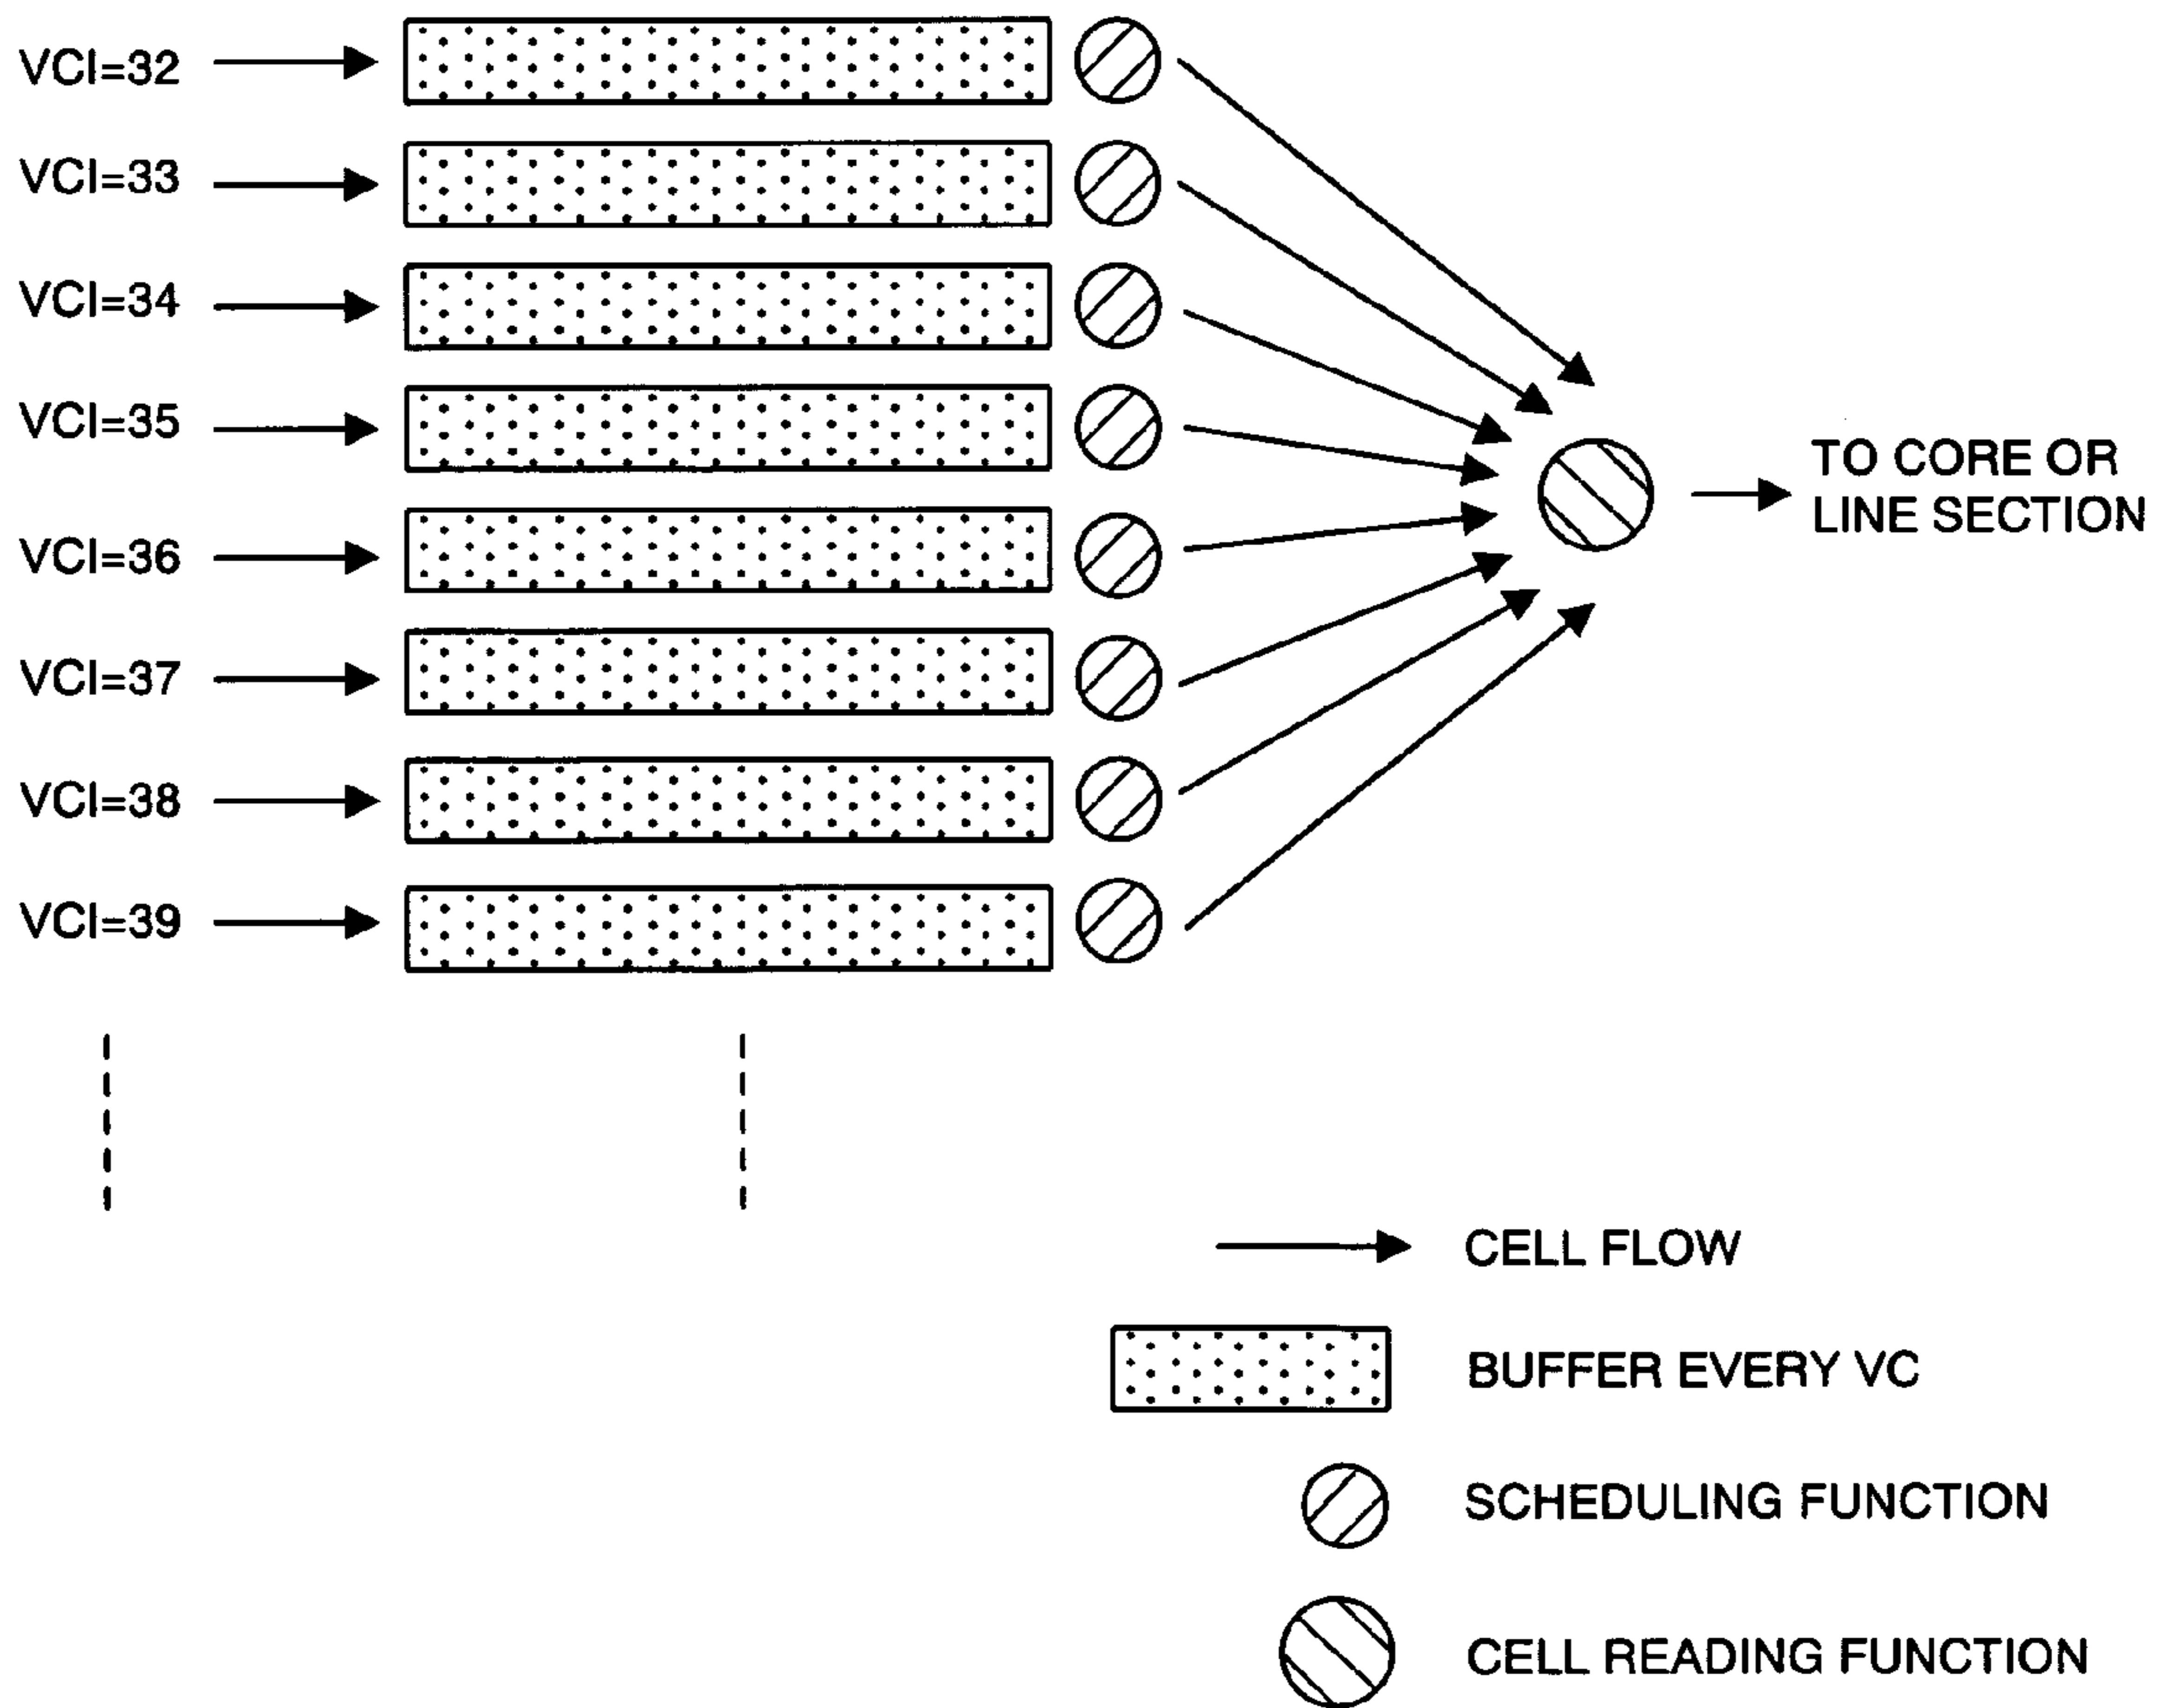 VCI=32
VCI=33
VCI=34
VCI=35
VCI=36
VCI=37
VCI=38
VCI=39
TO CORE OR
LINE SECTION
CELL FLOW
BUFFER EVERY VC
SCHEDULING FUNCTION
CELL READING FUNCTION